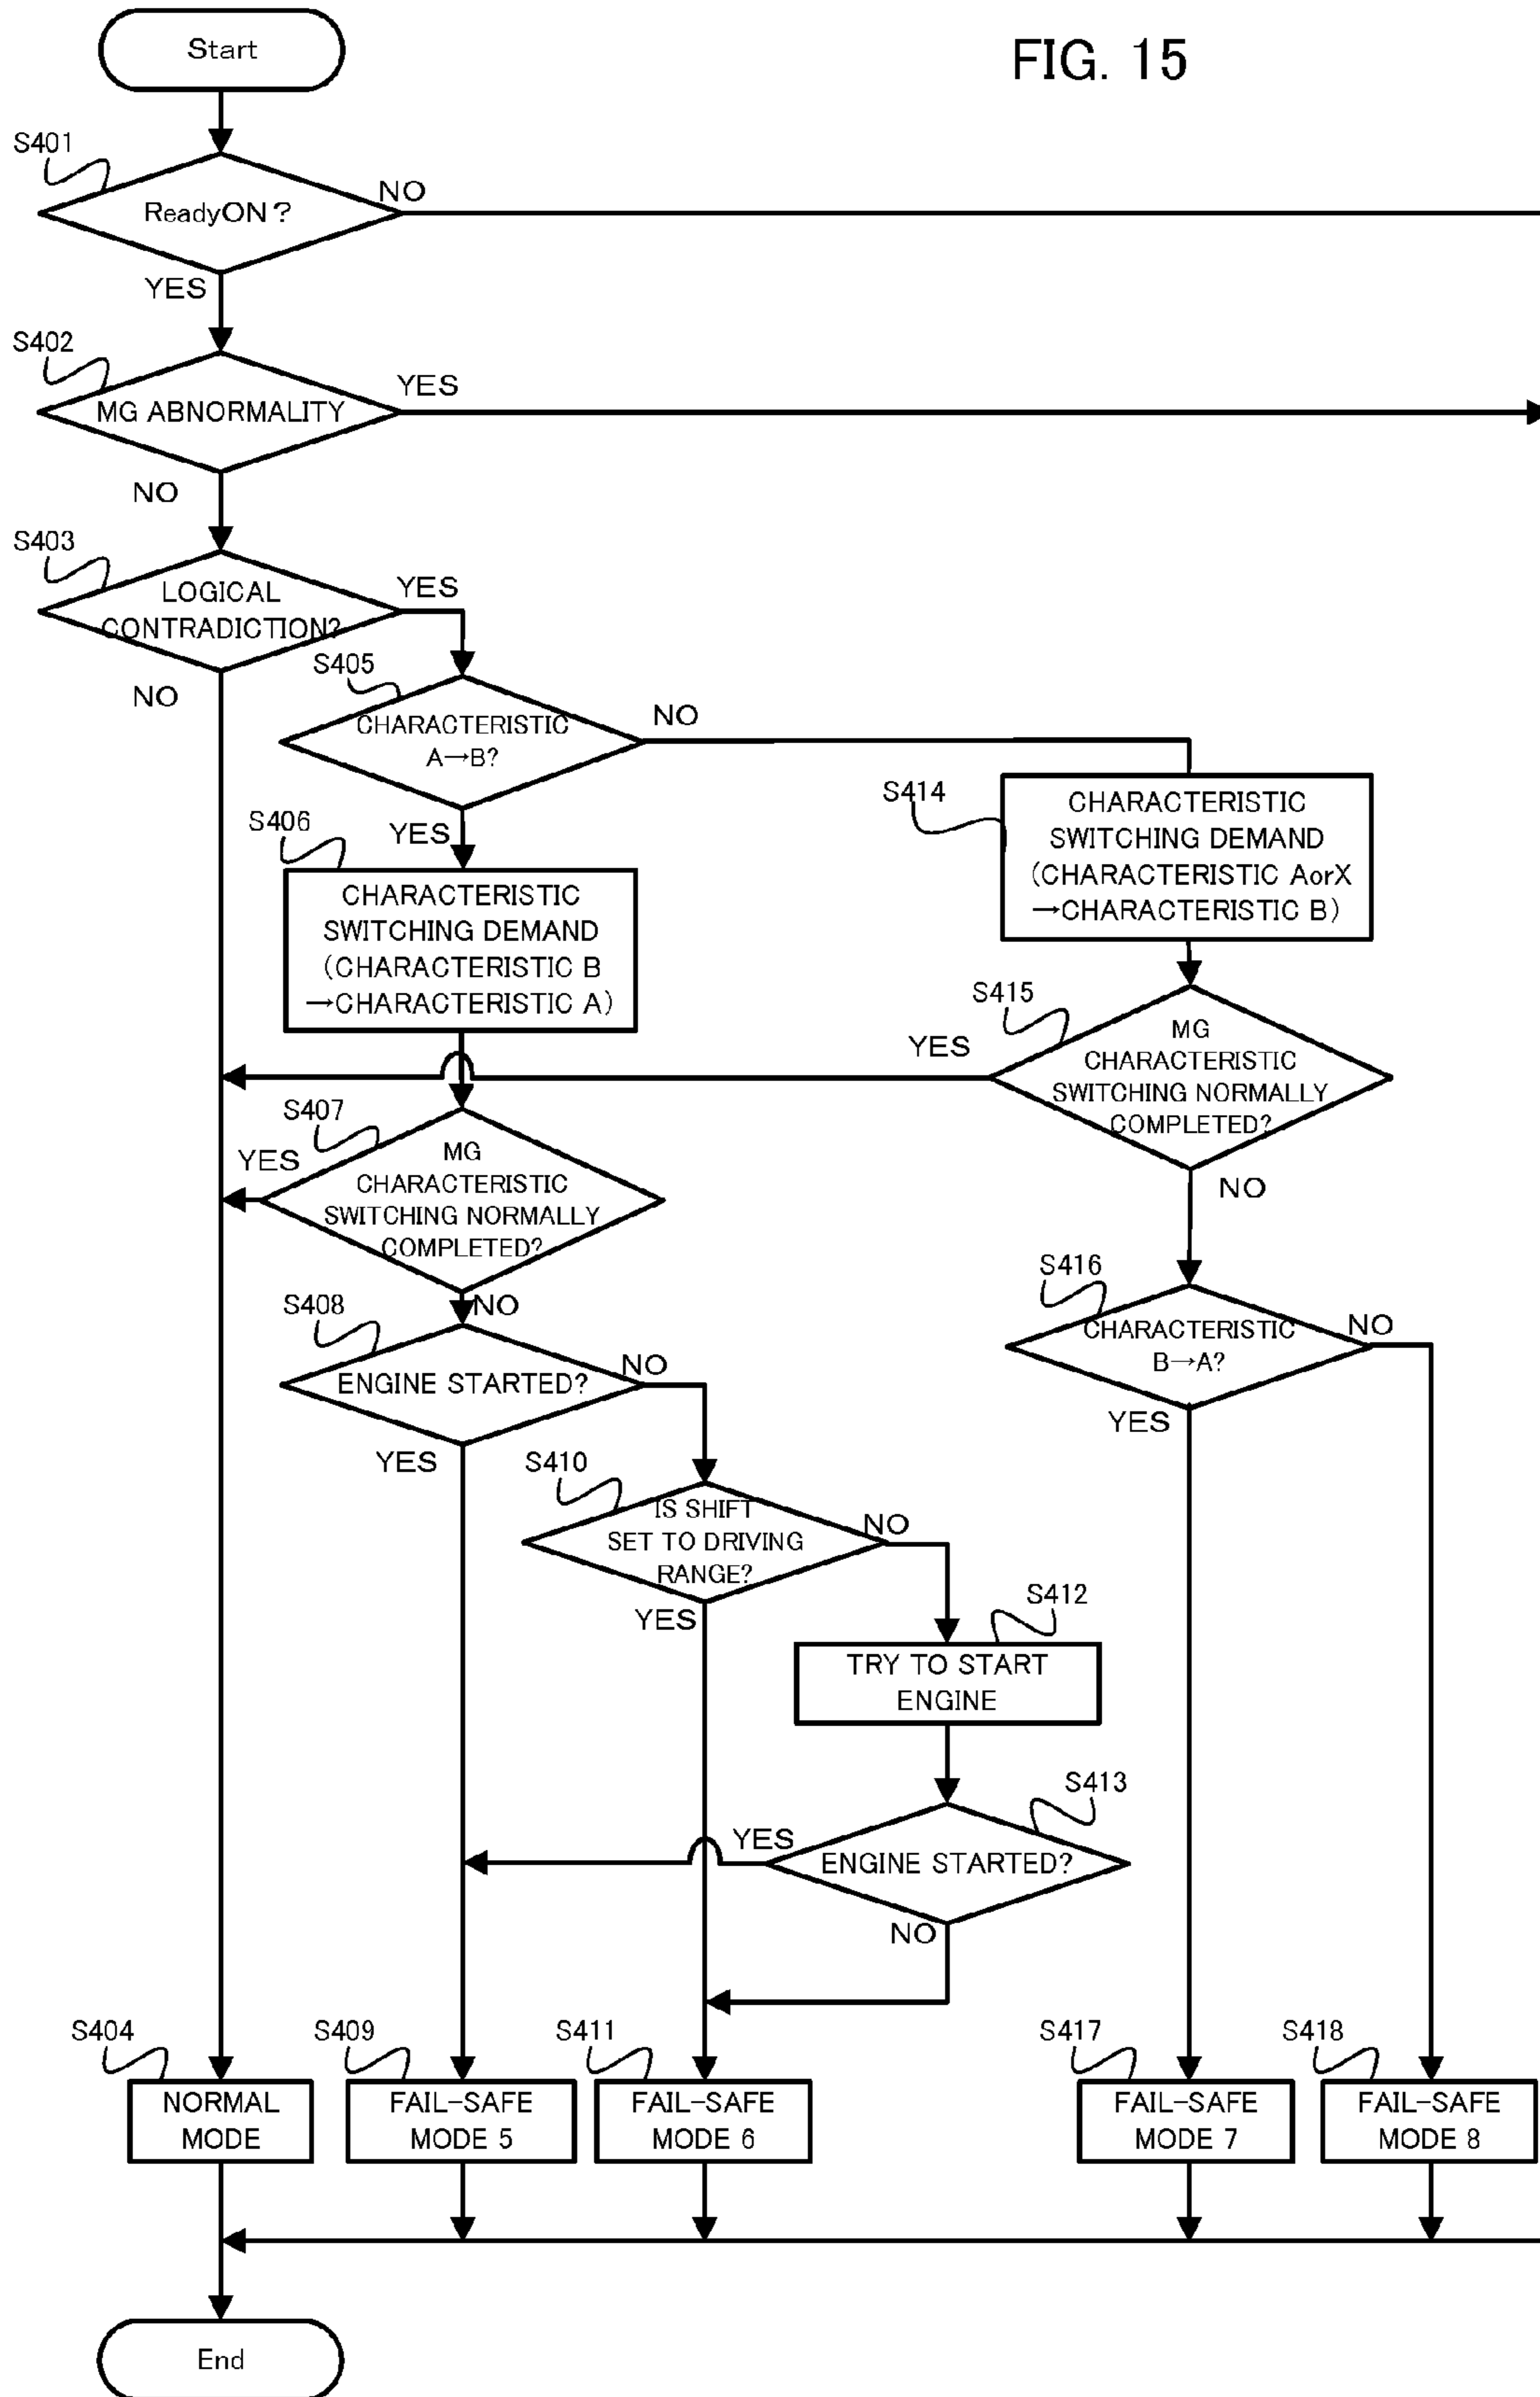 FIG. 15
Start
S401
ReadyON?
NO
YES
S402
MG ABNORMALITY
YES
NO
S403
LOGICAL
CONTRADICTION?
YES
NO
S405
CHARACTERISTIC
A→B?
NO
YES
S406
CHARACTERISTIC
SWITCHING DEMAND
(CHARACTERISTIC B
→CHARACTERISTIC A)
S414
CHARACTERISTIC
SWITCHING DEMAND
(CHARACTERISTIC AorX
→CHARACTERISTIC B)
S415
MG
CHARACTERISTIC
SWITCHING NORMALLY
COMPLETED?
YES
NO
S407
MG
CHARACTERISTIC
SWITCHING NORMALLY
COMPLETED?
YES
NO
S416
CHARACTERISTIC
B→A?
NO
YES
S408
ENGINE STARTED?
NO
YES
S410
IS SHIFT
SET TO DRIVING
RANGE?
NO
YES
S412
TRY TO START
ENGINE
S413
ENGINE STARTED?
YES
NO
S404
NORMAL
MODE
S409
FAIL-SAFE
MODE 5
S411
FAIL-SAFE
MODE 6
S417
FAIL-SAFE
MODE 7
S418
FAIL-SAFE
MODE 8
End